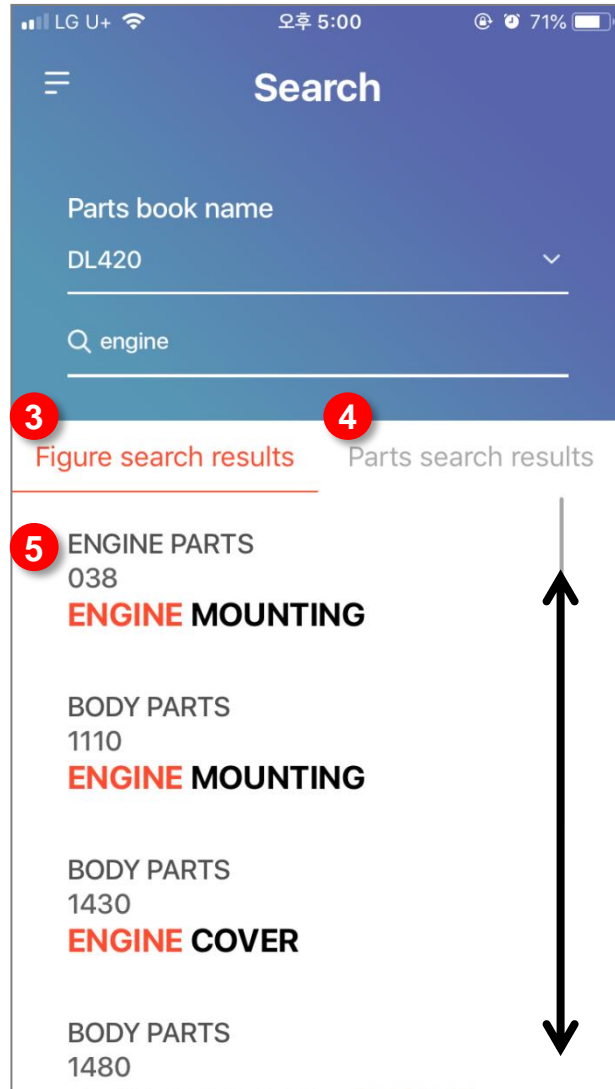 LG U+ 오후 5:00 71%
Search
Parts book name
DL420
engine
3 4
Figure search results Parts search results
5 ENGINE PARTS
038
ENGINE MOUNTING
BODY PARTS
1110
ENGINE MOUNTING
BODY PARTS
1430
ENGINE COVER
BODY PARTS
1480